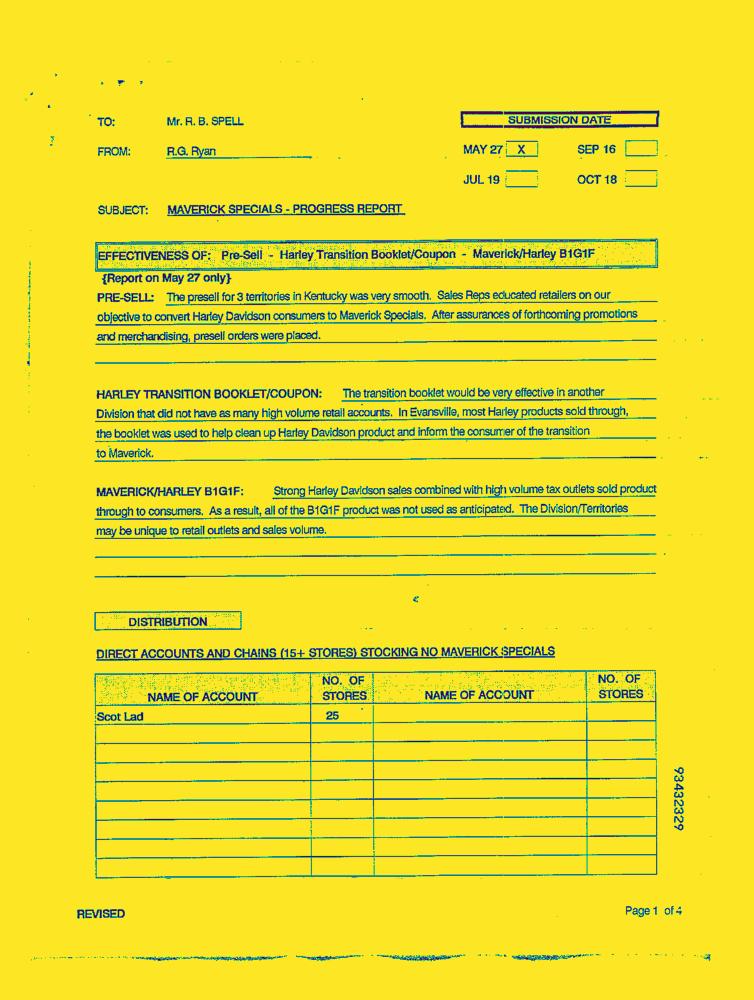 TO: Mr. R. B. SPELL
SUBMISSION DATE
FROM: R.G. Ryan
MAY 27 X SEP 16
JUL 19 OCT 18
SUBJECT: MAVERICK SPECIALS - PROGRESS REPORT
EFFECTIVENESS OF: Pre-Sell - Harley Transition Booklet/Coupon - Maverick/Harley B1G1F
{Report on May 27 only}
PRE-SELL: The presell for 3 territories in Kentucky was very smooth. Sales Reps educated retailers on our
objective to convert Harley Davidson consumers to Maverick Specials. After assurances of forthcoming promotions
and merchandising, presell orders were placed.
HARLEY TRANSITION BOOKLET/COUPON: The transition booklet would be very effective in another
Division that did not have as many high volume retail accounts. In Evansville, most Harley products sold through,
the booklet was used to help clean up Harley Davidson product and inform the consumer of the transition
to Maverick.
MAVERICK/HARLEY B1G1F: Strong Harley Davidson sales combined with high volume tax outlets sold product
through to consumers. As a result, all of the B1G1F product was not used as anticipated. The Division/Territories
may be unique to retail outlets and sales volume.
DISTRIBUTION
DIRECT ACCOUNTS AND CHAINS (15+ STORES) STOCKING NO MAVERICK SPECIALS
NAME OF ACCOUNT NO. OF STORES NAME OF ACCOUNT NO. OF STORES
Scot Lad 25
93432329
REVISED
Page 1 of 4